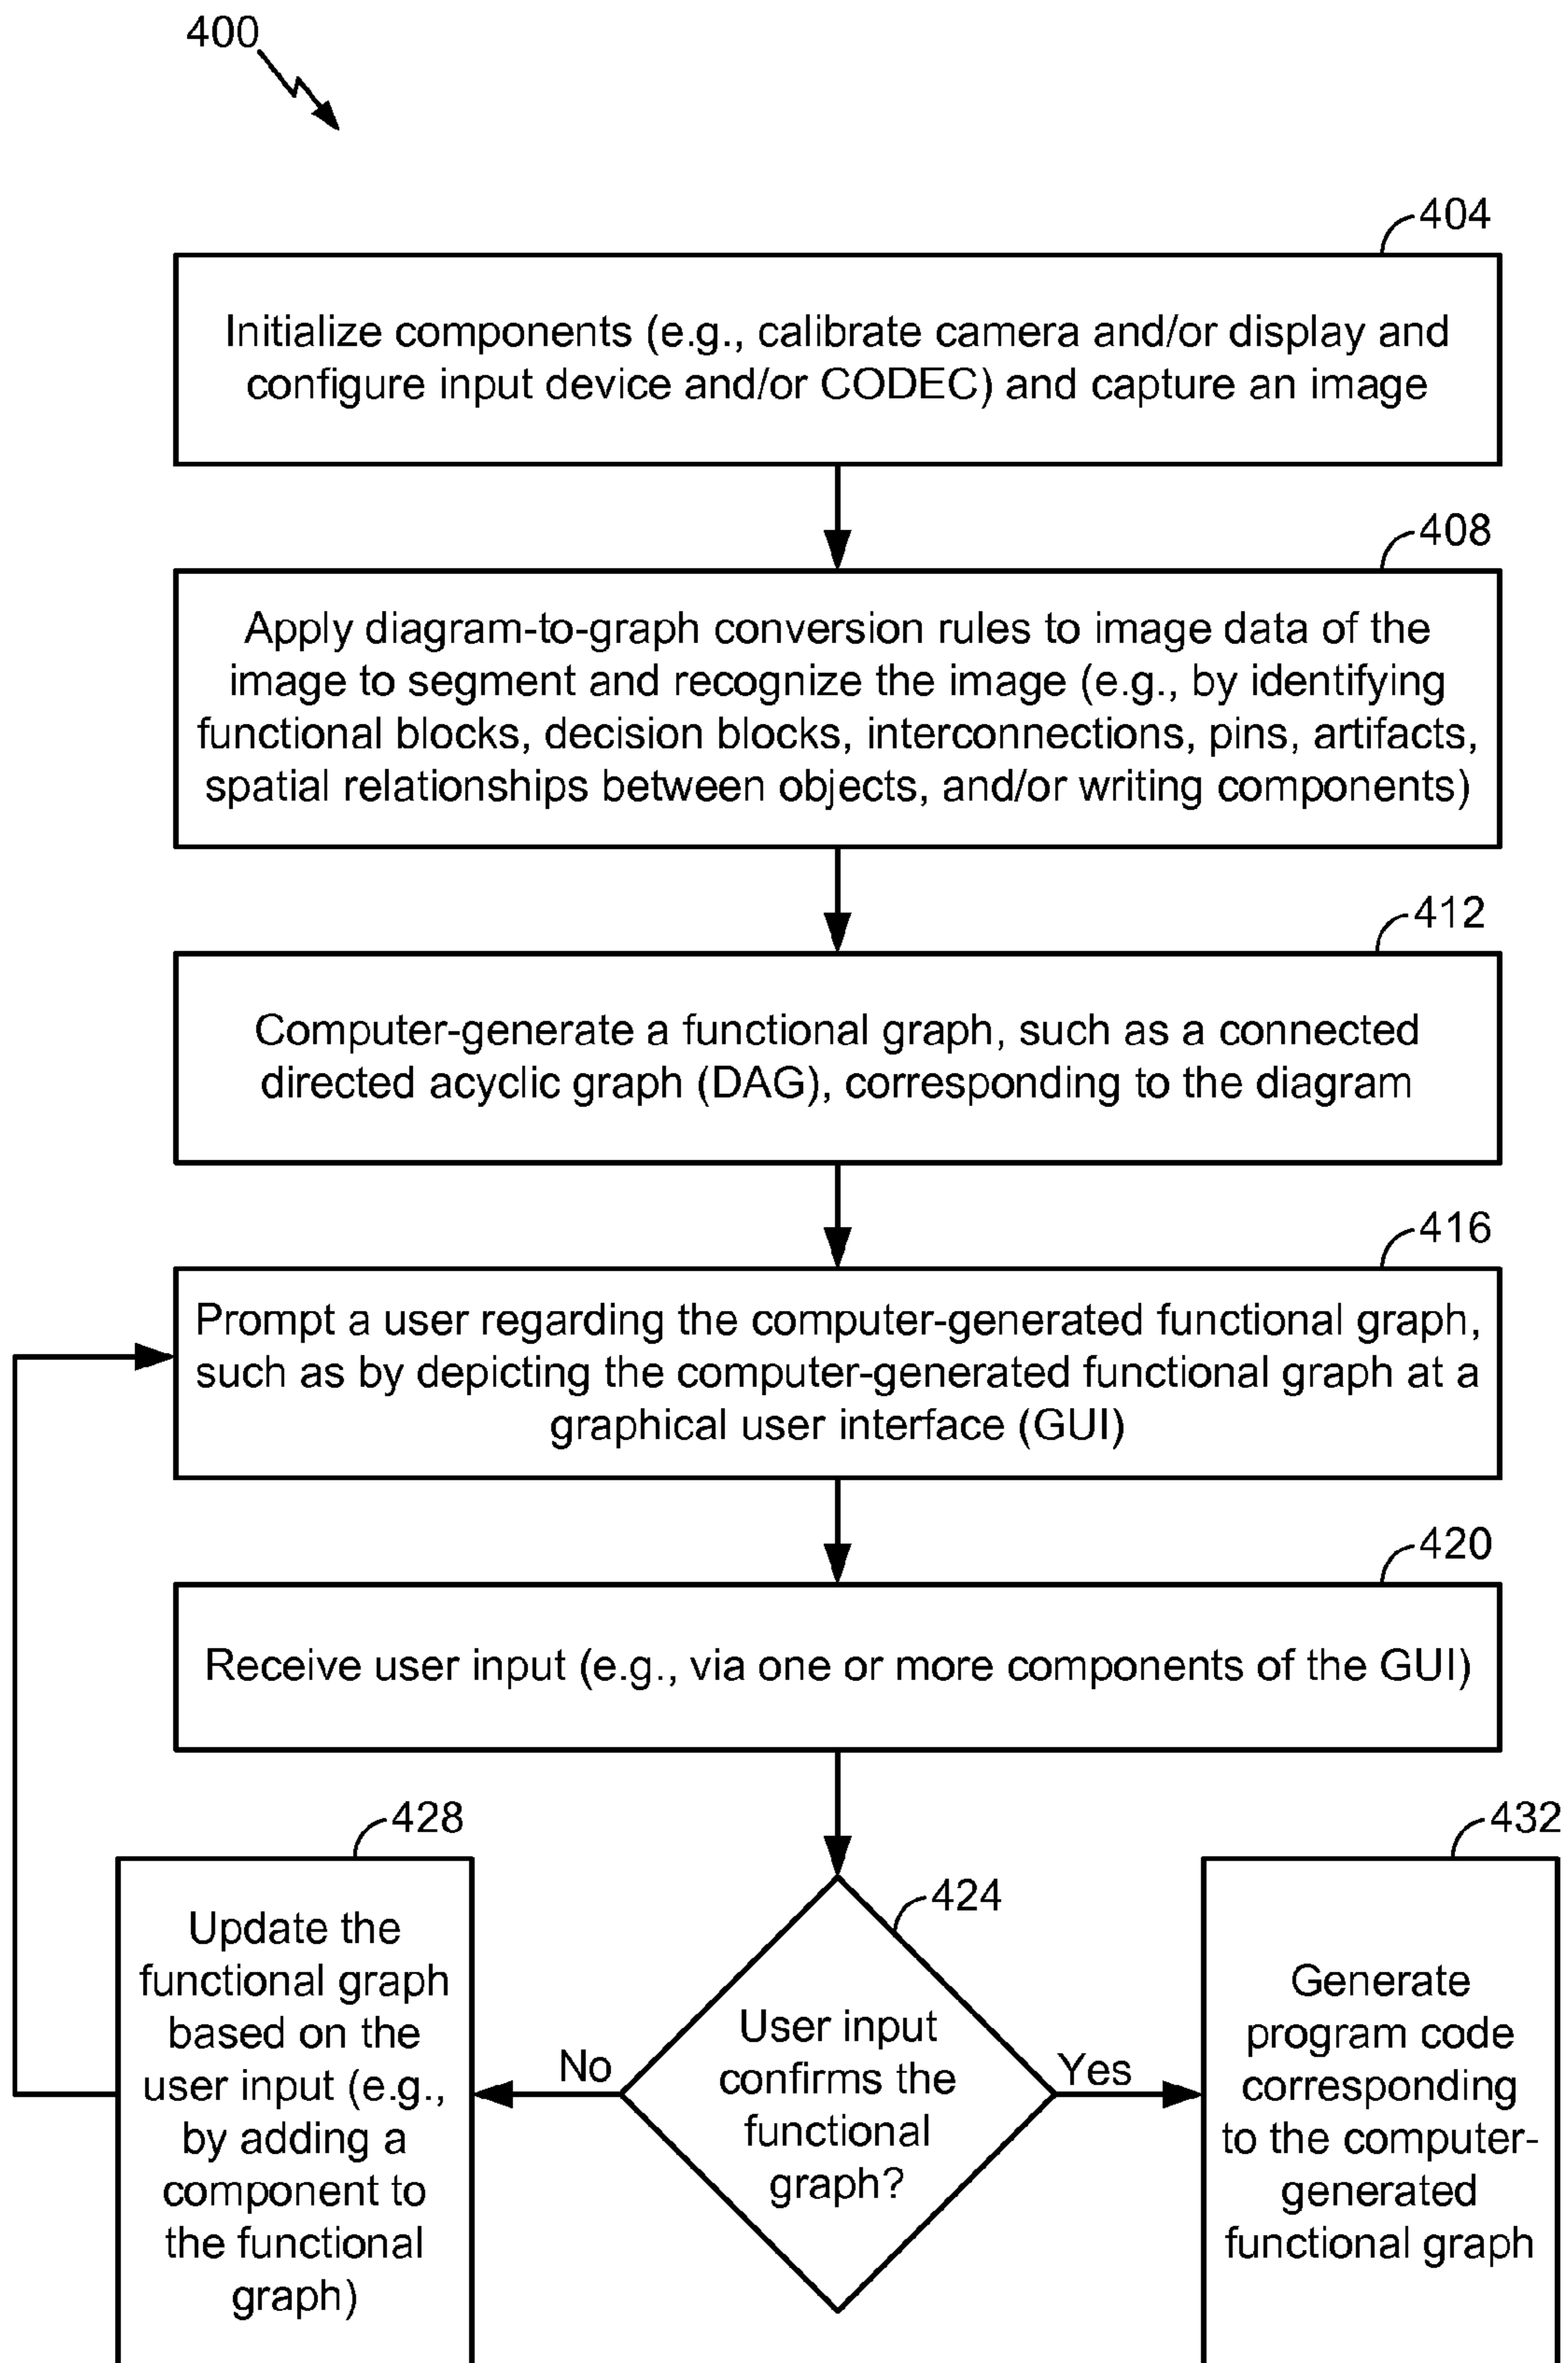 400
404
Initialize components (e.g., calibrate camera and/or display and
configure input device and/or CODEC) and capture an image
408
Apply diagram-to-graph conversion rules to image data of the
image to segment and recognize the image (e.g., by identifying
functional blocks, decision blocks, interconnections, pins, artifacts,
spatial relationships between objects, and/or writing components)
412
Computer-generate a functional graph, such as a connected
directed acyclic graph (DAG), corresponding to the diagram
416
Prompt a user regarding the computer-generated functional graph,
such as by depicting the computer-generated functional graph at a
graphical user interface (GUI)
420
Receive user input (e.g., via one or more components of the GUI)
428
Update the
functional graph
based on the
user input (e.g.,
by adding a
component to
the functional
graph)
No
424
User input
confirms the
functional
graph?
Yes
432
Generate
program code
corresponding
to the computer-
generated
functional graph